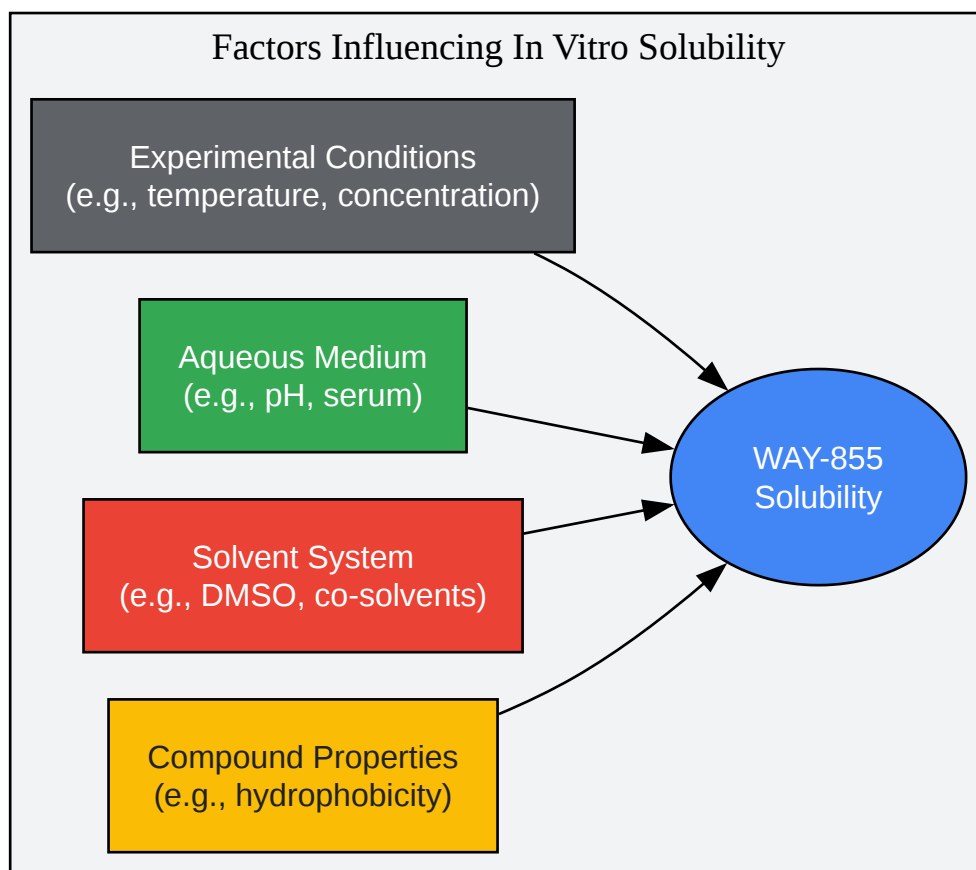 Factors Influencing In Vitro Solubility
Experimental Conditions
(e.g., temperature, concentration)
Aqueous Medium
(e.g., pH, serum)
Solvent System
(e.g., DMSO, co-solvents)
Compound Properties
(e.g., hydrophobicity)
WAY-855
Solubility